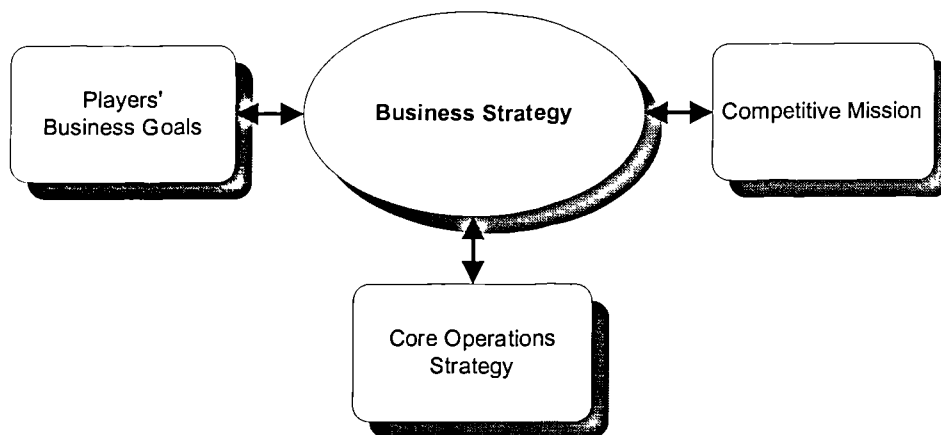 Players'
Business Goals
Business Strategy
Competitive Mission
Core Operations
Strategy